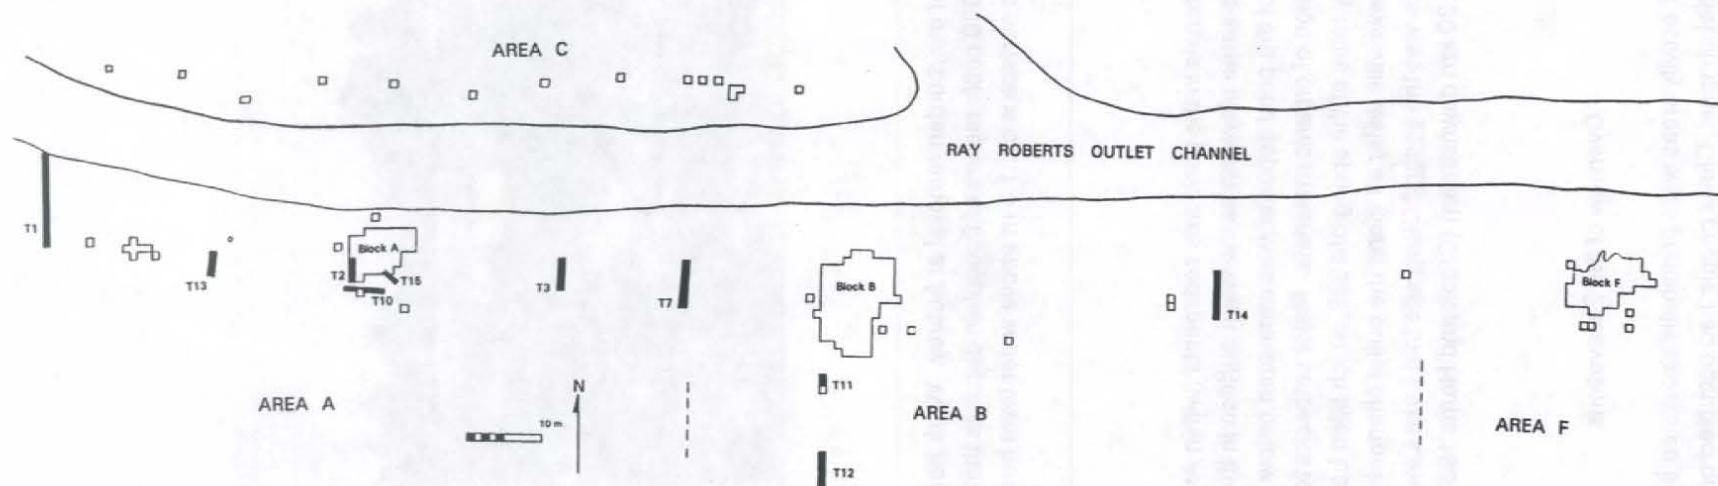 AREA C
RAY ROBERTS OUTLET CHANNEL
T1
T13
Block A
T2
T15
T10
T3
T7
Block B
T14
Block F
T11
AREA A
N
10 m
AREA B
AREA F
T12